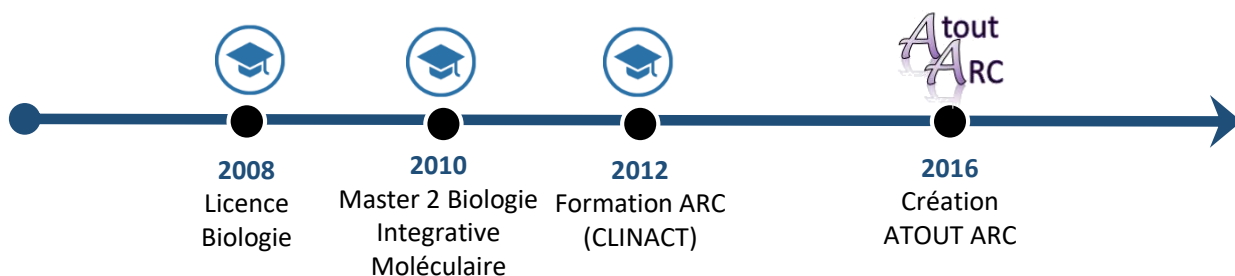 Atout
ARC
2008
Licence
Biologie
2010
Master 2 Biologie
Integrative
Moléculaire
2012
Formation ARC
(CLINACT)
2016
Création
ATOUT ARC